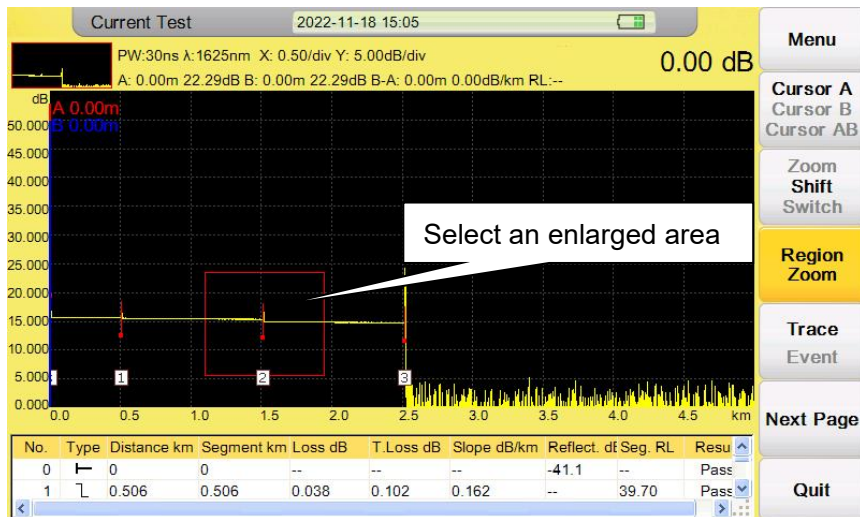 Current Test
2022-11-18 15:05
PW:30ns λ:1625nm X: 0.50/div Y: 5.00dB/div
A: 0.00m 22.29dB B: 0.00m 22.29dB B-A: 0.00m 0.00dB/km RL:--
0.00 dB
dB
A 0.00m
B 0.00m
50.000
45.000
40.000
35.000
30.000
25.000
20.000
15.000
10.000
5.000
0.000
Select an enlarged area
1
2
3
0.0 0.5 1.0 1.5 2.0 2.5 3.0 3.5 4.0 4.5 km
No. Type Distance km Segment km Loss dB T.Loss dB Slope dB/km Reflect. dE Seg. RL Resu
0 0 0 -- -- -- -41.1 -- Pass
1 0.506 0.506 0.038 0.102 0.162 -- 39.70 Pass
Menu
Cursor A
Cursor B
Cursor AB
Zoom
Shift
Switch
Region
Zoom
Trace
Event
Next Page
Quit